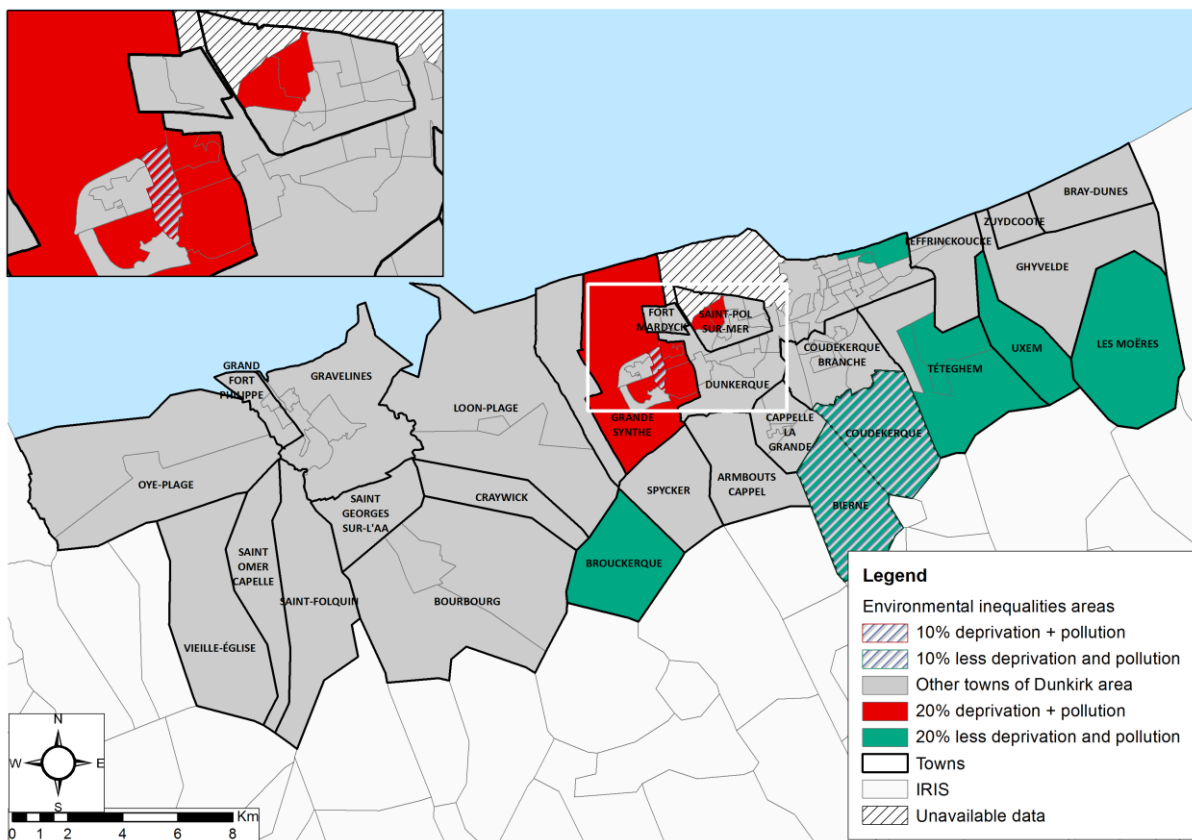 BRAY-DUNES
ZUYDCOOTE
LEFFRINCKOUCKE
GHYVELDE
FORT
MARDYCK
SAINT-POL
SUR-MER
COUDEKERQUE
BRANCHE
UXEM
LES MOËRES
TÉTEGHEM
GRAND
FORT
PHILIPPE
GRAVELINES
LOON-PLAGE
DUNKERQUE
GRANDE
SYNTHE
CAPPELLE
LA
GRANDE
COUDEKERQUE
OYE-PLAGE
SAINT
GEORGES
SUR-L'AA
CRAYWICK
SPYCKER
ARMBOUTS
CAPPEL
BIERNE
SAINT
OMER
CAPELLE
SAINT-FOLQUIN
BOURBOURG
BROUCKERQUE
VIEILLE-ÉGLISE
Legend
Environmental inequalities areas
10% deprivation + pollution
10% less deprivation and pollution
Other towns of Dunkirk area
20% deprivation + pollution
20% less deprivation and pollution
Towns
IRIS
Unavailable data
N
W E
S
Km
0 1 2 4 6 8